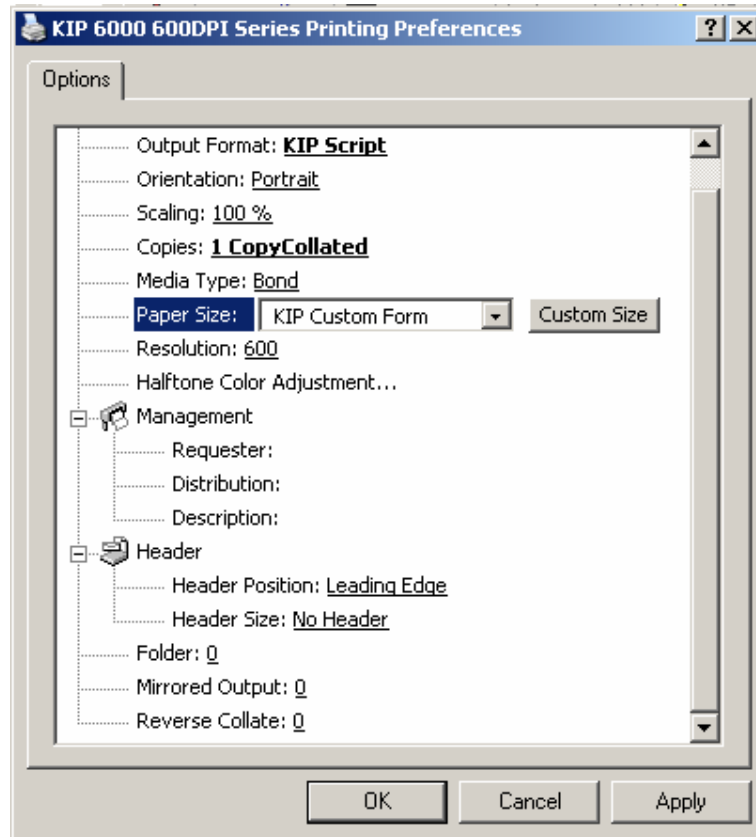 KIP 6000 600DPI Series Printing Preferences
Options
Output Format: KIP Script
Orientation: Portrait
Scaling: 100 %
Copies: 1 CopyCollated
Media Type: Bond
Paper Size: KIP Custom Form Custom Size
Resolution: 600
Halftone Color Adjustment...
Management
Requester:
Distribution:
Description:
Header
Header Position: Leading Edge
Header Size: No Header
Folder: 0
Mirrored Output: 0
Reverse Collate: 0
OK Cancel Apply